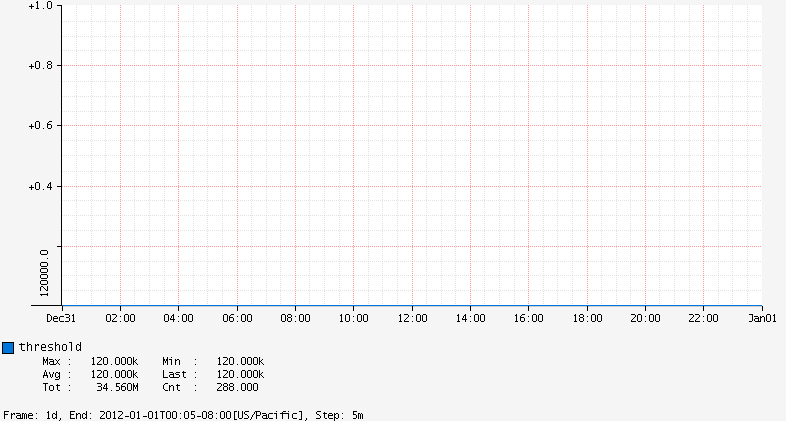 +1.0
+0.8
+0.6
+0.4
120000.0
Dec31 02:00 04:00 06:00 08:00 10:00 12:00 14:00 16:00 18:00 20:00 22:00 Jan01
threshold
Max : 120.000k Min : 120.000k
Avg : 120.000k Last : 120.000k
Tot : 34.560M Cnt : 288.000
Frame: 1d, End: 2012-01-01T00:05-08:00[US/Pacific], Step: 5m